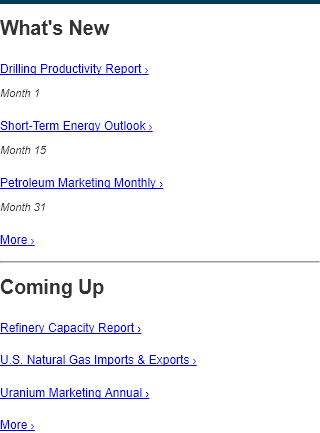 What's New
Drilling Productivity Report ›
Month 1
Short-Term Energy Outlook ›
Month 15
Petroleum Marketing Monthly ›
Month 31
More ›
Coming Up
Refinery Capacity Report ›
U.S. Natural Gas Imports & Exports ›
Uranium Marketing Annual ›
More ›